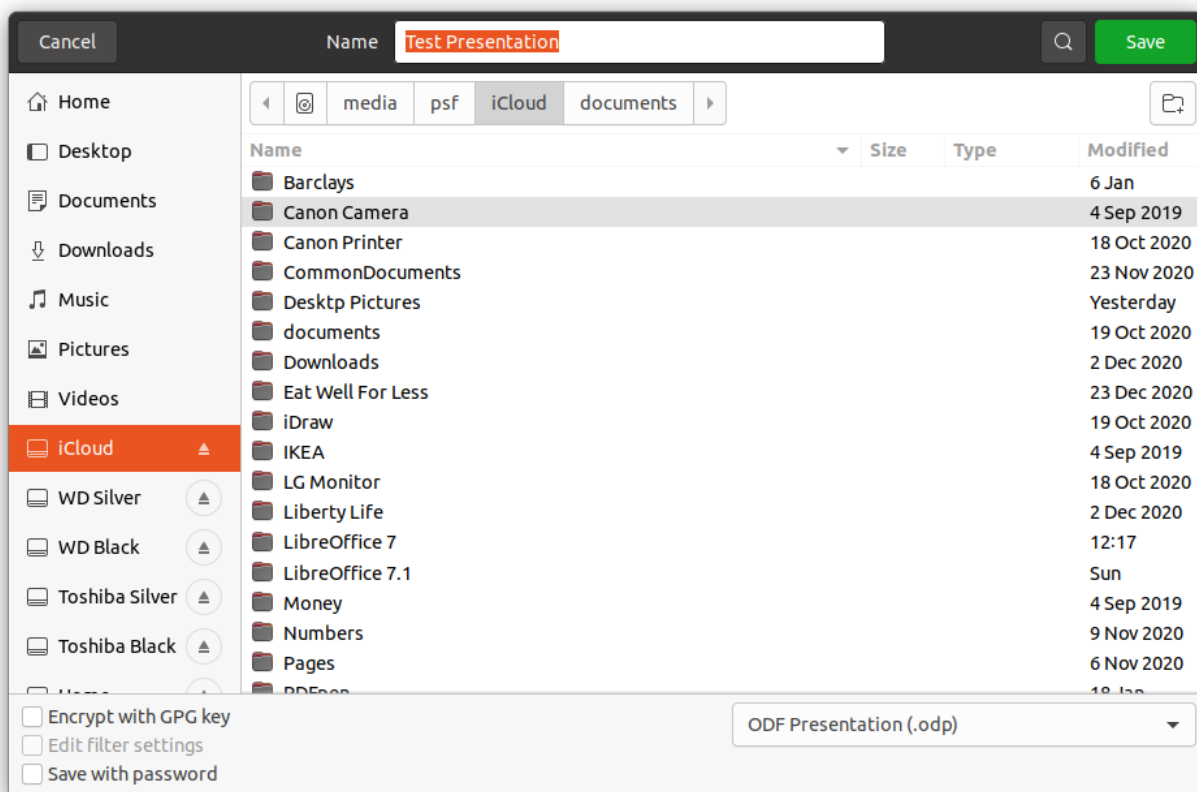 Cancel Name Test Presentation Save
Home
Desktop
Documents
Downloads
Music
Pictures
Videos
iCloud
WD Silver
WD Black
Toshiba Silver
Toshiba Black
media psf iCloud documents
Name Size Type Modified
Barclays 6 Jan
Canon Camera 4 Sep 2019
Canon Printer 18 Oct 2020
CommonDocuments 23 Nov 2020
Desktp Pictures Yesterday
documents 19 Oct 2020
Downloads 2 Dec 2020
Eat Well For Less 23 Dec 2020
iDraw 19 Oct 2020
IKEA 4 Sep 2019
LG Monitor 18 Oct 2020
Liberty Life 2 Dec 2020
LibreOffice 7 12:17
LibreOffice 7.1 Sun
Money 4 Sep 2019
Numbers 9 Nov 2020
Pages 6 Nov 2020
PDFpen 18 Jan
Encrypt with GPG key
Edit filter settings
Save with password
ODF Presentation (.odp)